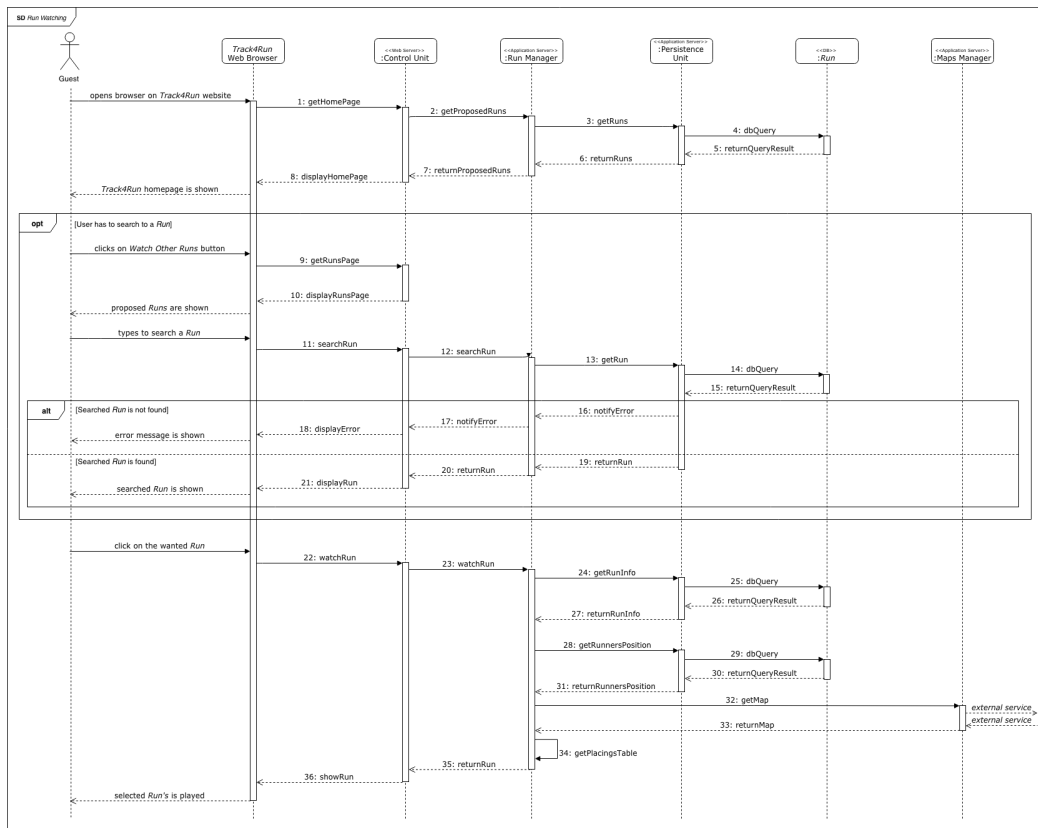 SD Run Watching
Guest
Track4Run
Web Browser
<<Web Server>>
:Control Unit
<<Application Server>>
:Run Manager
<<Application Server>>
:Persistence
Unit
<<DB>>
:Run
<<Application Server>>
:Maps Manager
opens browser on Track4Run website
1: getHomePage
2: getProposedRuns
3: getRuns
4: dbQuery
5: returnQueryResult
6: returnRuns
7: returnProposedRuns
8: displayHomePage
Track4Run homepage is shown
opt
[User has to search to a Run]
clicks on Watch Other Runs button
9: getRunsPage
10: displayRunsPage
proposed Runs are shown
types to search a Run
11: searchRun
12: searchRun
13: getRun
14: dbQuery
15: returnQueryResult
alt
[Searched Run is not found]
16: notifyError
17: notifyError
18: displayError
error message is shown
[Searched Run is found]
19: returnRun
20: returnRun
21: displayRun
searched Run is shown
click on the wanted Run
22: watchRun
23: watchRun
24: getRunInfo
25: dbQuery
26: returnQueryResult
27: returnRunInfo
28: getRunnersPosition
29: dbQuery
30: returnQueryResult
31: returnRunnersPosition
32: getMap
external service
external service
33: returnMap
34: getPlacingsTable
35: returnRun
36: showRun
selected Run's is played